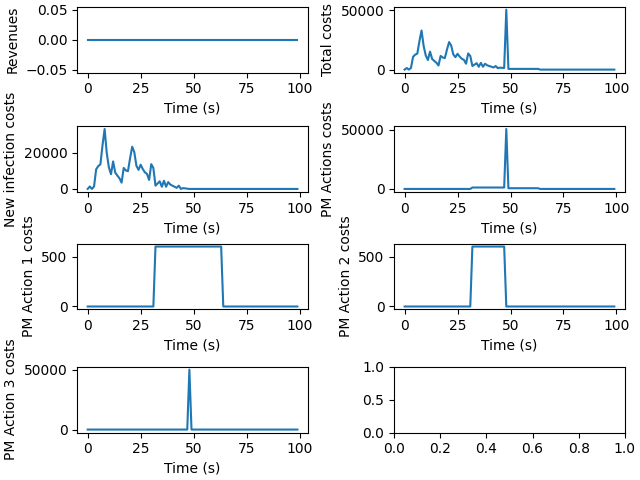 Revenues
0.05
0.00
−0.05
0 25 50 75 100
Time (s)
Total costs
50000
0
0 25 50 75 100
Time (s)
New infection costs
20000
0
0 25 50 75 100
Time (s)
PM Actions costs
50000
0
0 25 50 75 100
Time (s)
PM Action 1 costs
500
0
0 25 50 75 100
Time (s)
PM Action 2 costs
500
0
0 25 50 75 100
Time (s)
PM Action 3 costs
50000
0
0 25 50 75 100
Time (s)
1.0
0.5
0.0
0.0 0.2 0.4 0.6 0.8 1.0